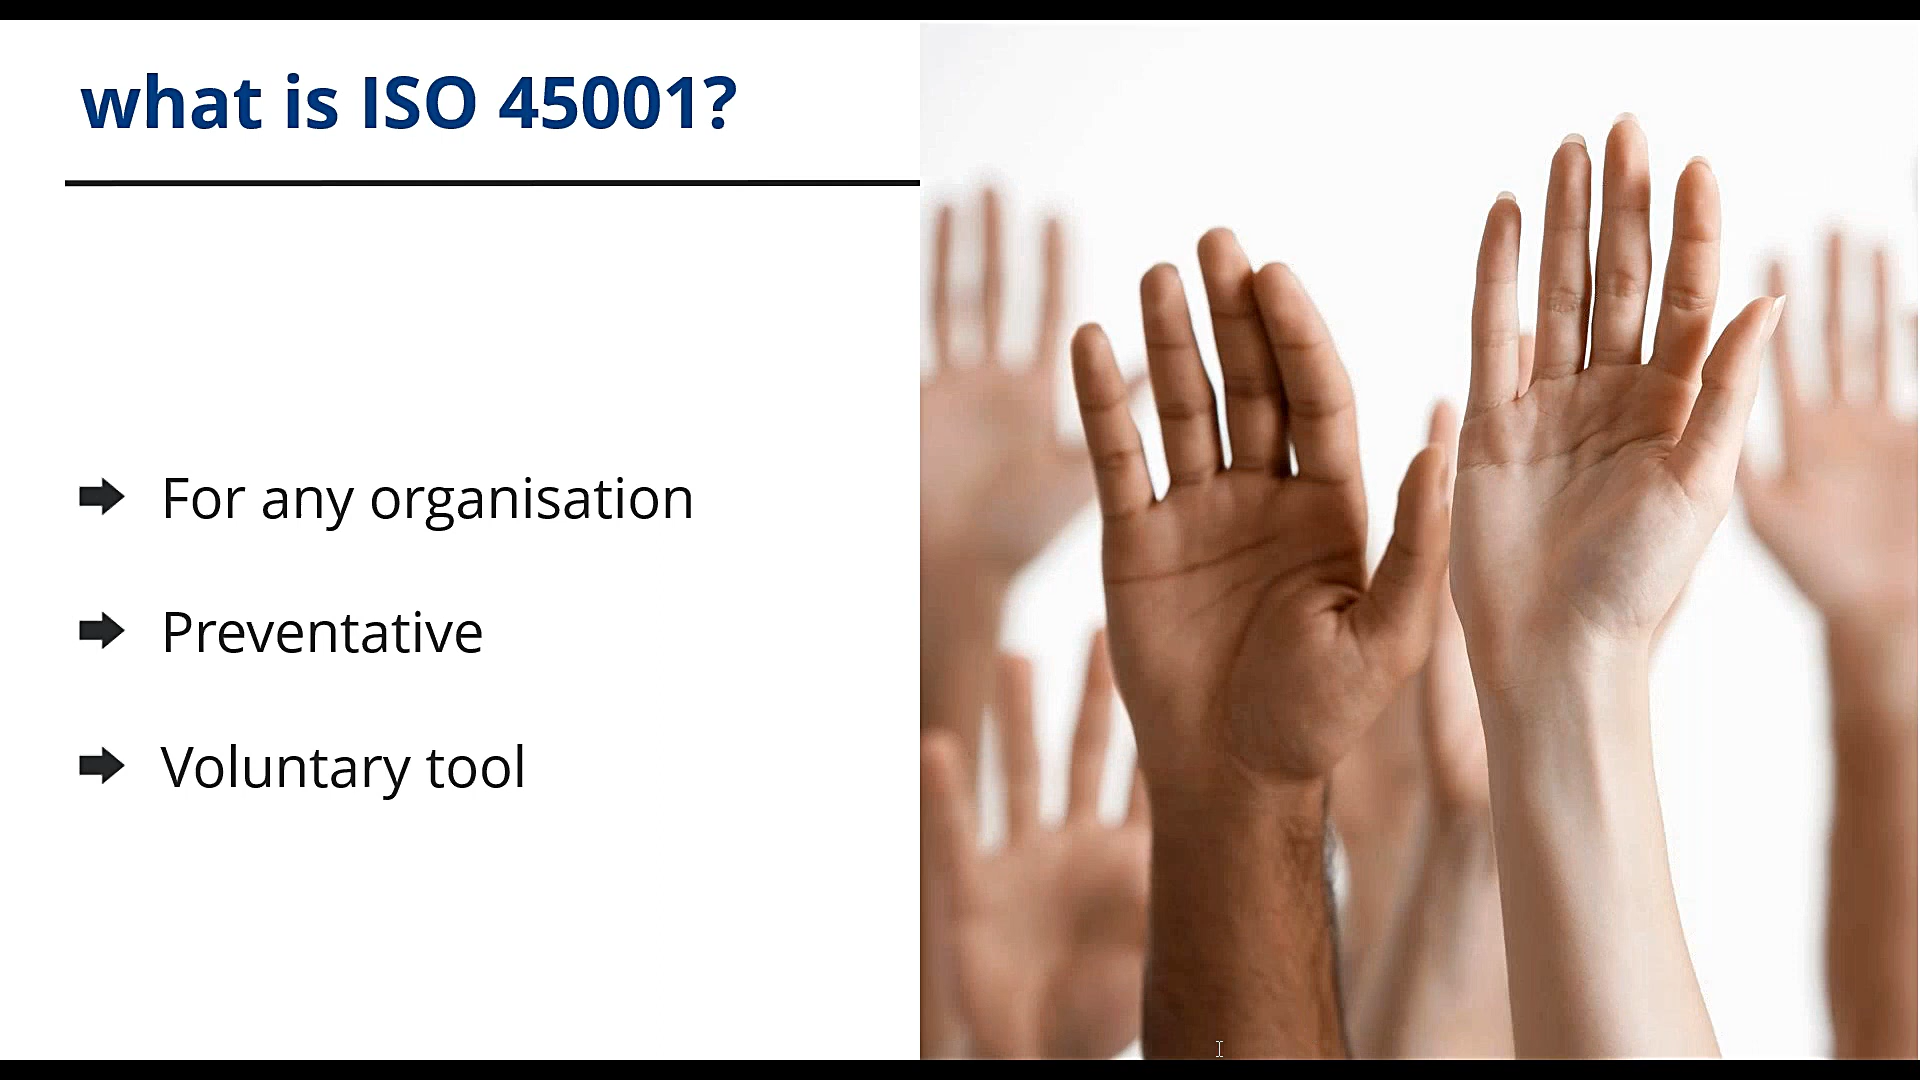 what is ISO 45001?
For any organisation
Preventative
Voluntary tool